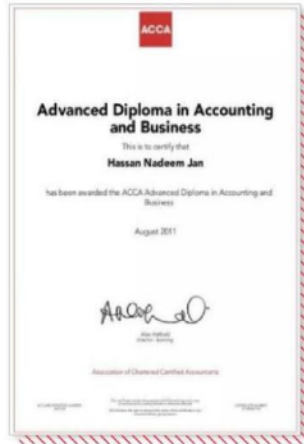 ACCA
Advanced Diploma in Accounting
and Business
This is to certify that
Hassan Nadeem Jan
has been awarded the ACCA Advanced Diploma in Accounting and
Business
August 2011
Association of Chartered Certified Accountants